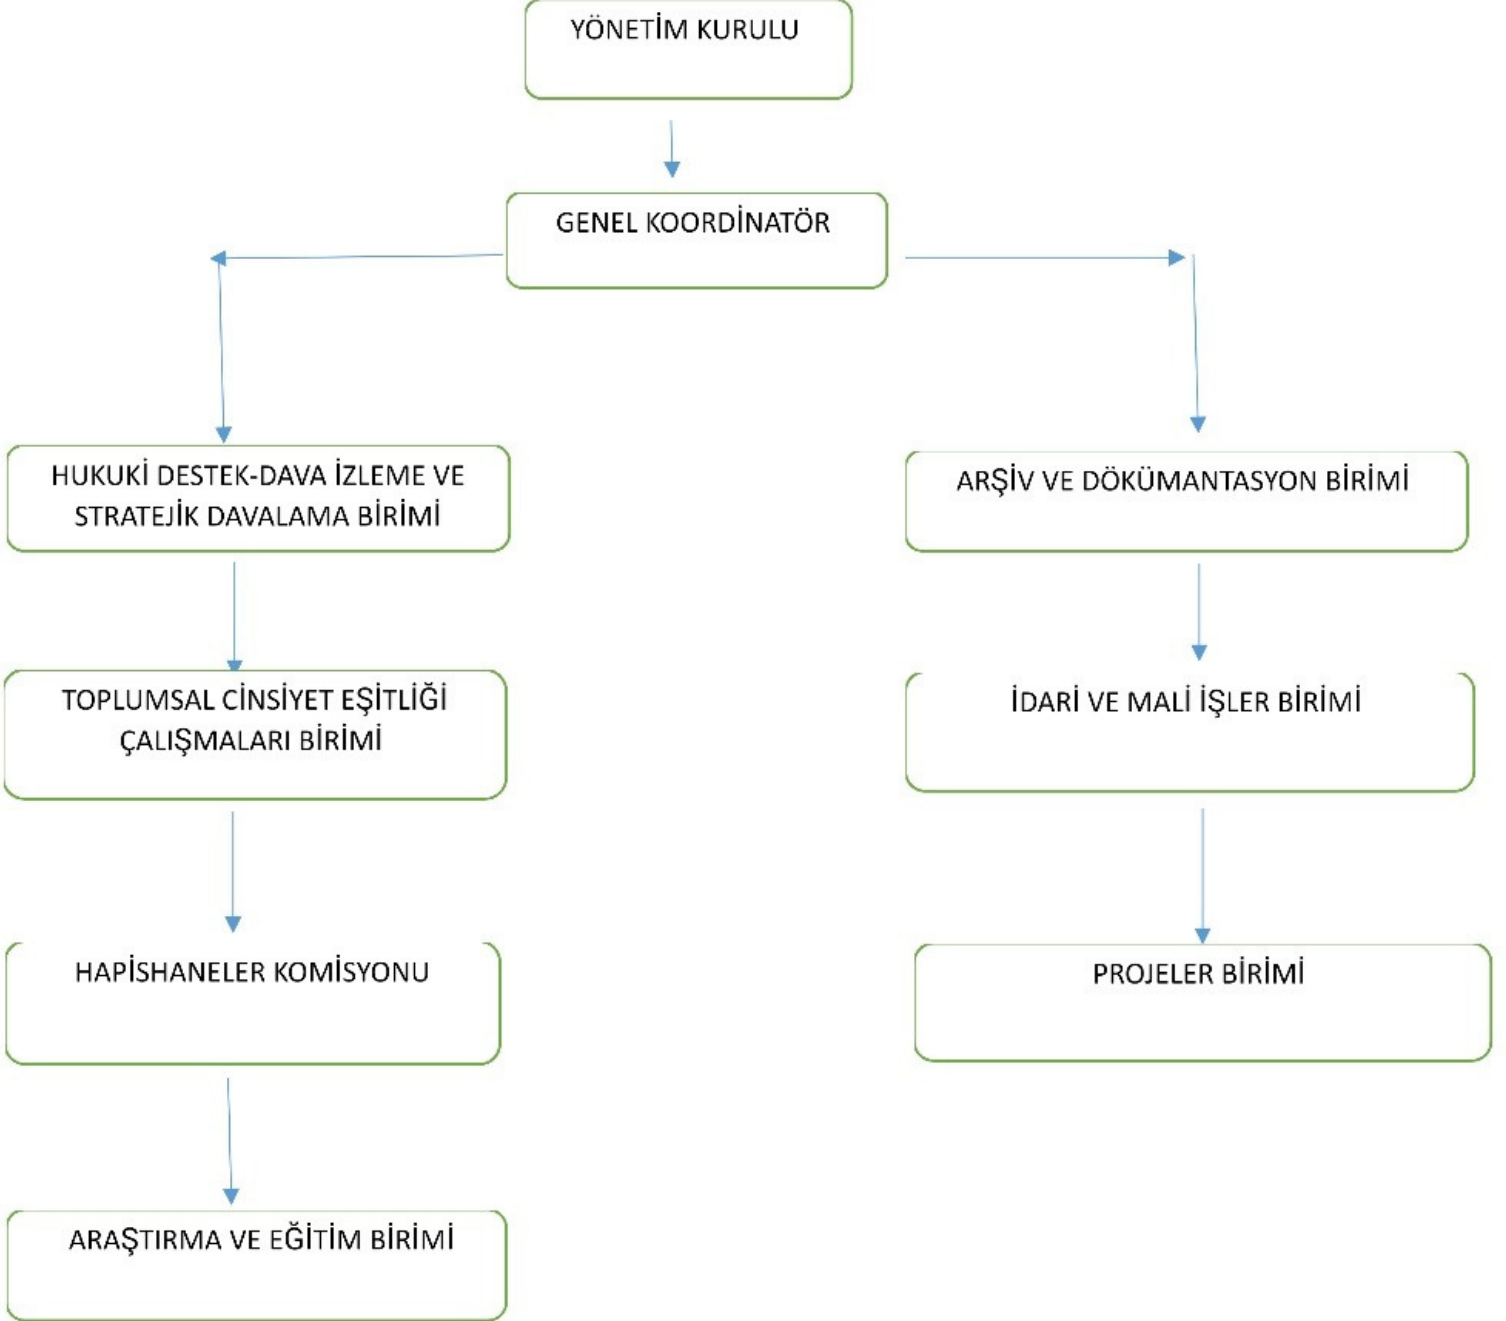 YÖNETİM KURULU
GENEL KOORDİNATÖR
HUKUKİ DESTEK-DAVA İZLEME VE
STRATEJİK DAVALAMA BİRİMİ
TOPLUMSAL CİNSİYET EŞİTLİĞİ
ÇALIŞMALARI BİRİMİ
HAPİSHANELER KOMİSYONU
ARAŞTIRMA VE EĞİTİM BİRİMİ
ARŞİV VE DÖKÜMANTASYON BİRİMİ
İDARİ VE MALİ İŞLER BİRIMİ
PROJELER BİRİMİ